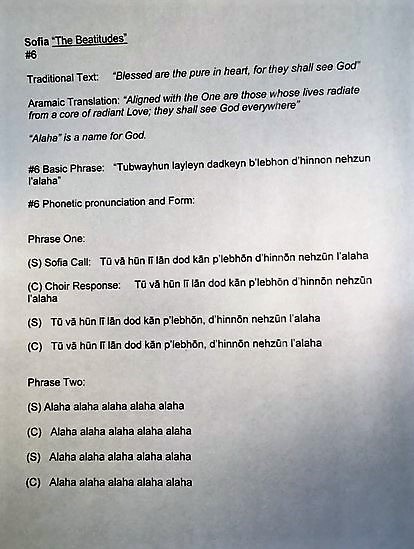 Sofia "The Beatitudes"
#6
Traditional Text: "Blessed are the pure in heart, for they shall see God"
Aramaic Translation: "Aligned with the One are those whose lives radiate
from a core of radiant Love; they shall see God everywhere"
"Alaha" is a name for God.
#6 Basic Phrase: "Tubwayhun layleyn dadkeyn b'lebhon d'hinnon nehzun
l'alaha"
#6 Phonetic pronunciation and Form:
Phrase One:
(S) Sofia Call: Tū vā hūn lī lān dod kān p'lebhōn d'hinnōn nehzūn l'alaha
(C) Choir Response: Tū vā hūn lī lān dod kān p'lebhōn d'hinnōn nehzūn
l'alaha
(S) Tū vā hūn lī lān dod kān p'lebhōn, d'hinnōn nehzūn l'alaha
(C) Tū vā hūn lī lān dod kān p'lebhōn, d'hinnōn nehzūn l'alaha
Phrase Two:
(S) Alaha alaha alaha alaha alaha
(C) Alaha alaha alaha alaha alaha
(S) Alaha alaha alaha alaha alaha
(C) Alaha alaha alaha alaha alaha